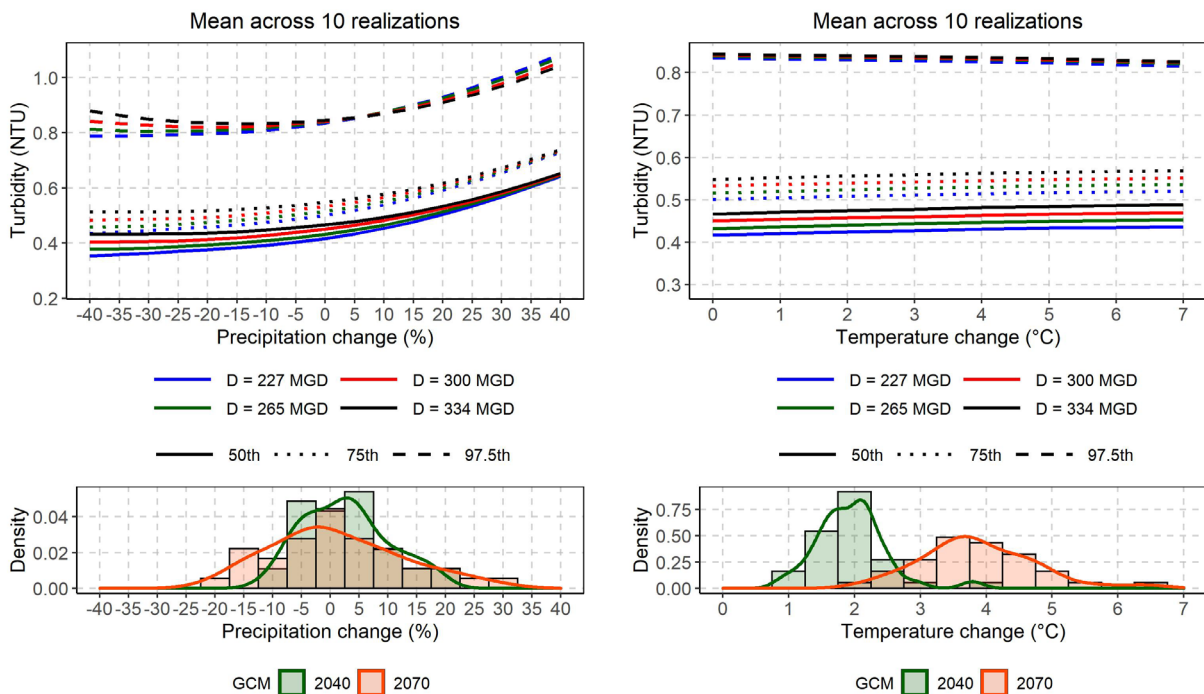 Mean across 10 realizations
Turbidity (NTU)
1.0
0.8
0.6
0.4
0.2
-40 -35 -30 -25 -20 -15 -10 -5 0 5 10 15 20 25 30 35 40
Precipitation change (%)
D = 227 MGD D = 300 MGD
D = 265 MGD D = 334 MGD
50th 75th 97.5th
Density
0.04
0.02
0.00
-40 -35 -30 -25 -20 -15 -10 -5 0 5 10 15 20 25 30 35 40
Precipitation change (%)
GCM 2040 2070
Mean across 10 realizations
Turbidity (NTU)
0.8
0.7
0.6
0.5
0.4
0.3
0 1 2 3 4 5 6 7
Temperature change (°C)
D = 227 MGD D = 300 MGD
D = 265 MGD D = 334 MGD
50th 75th 97.5th
Density
0.75
0.50
0.25
0.00
0 1 2 3 4 5 6 7
Temperature change (°C)
GCM 2040 2070